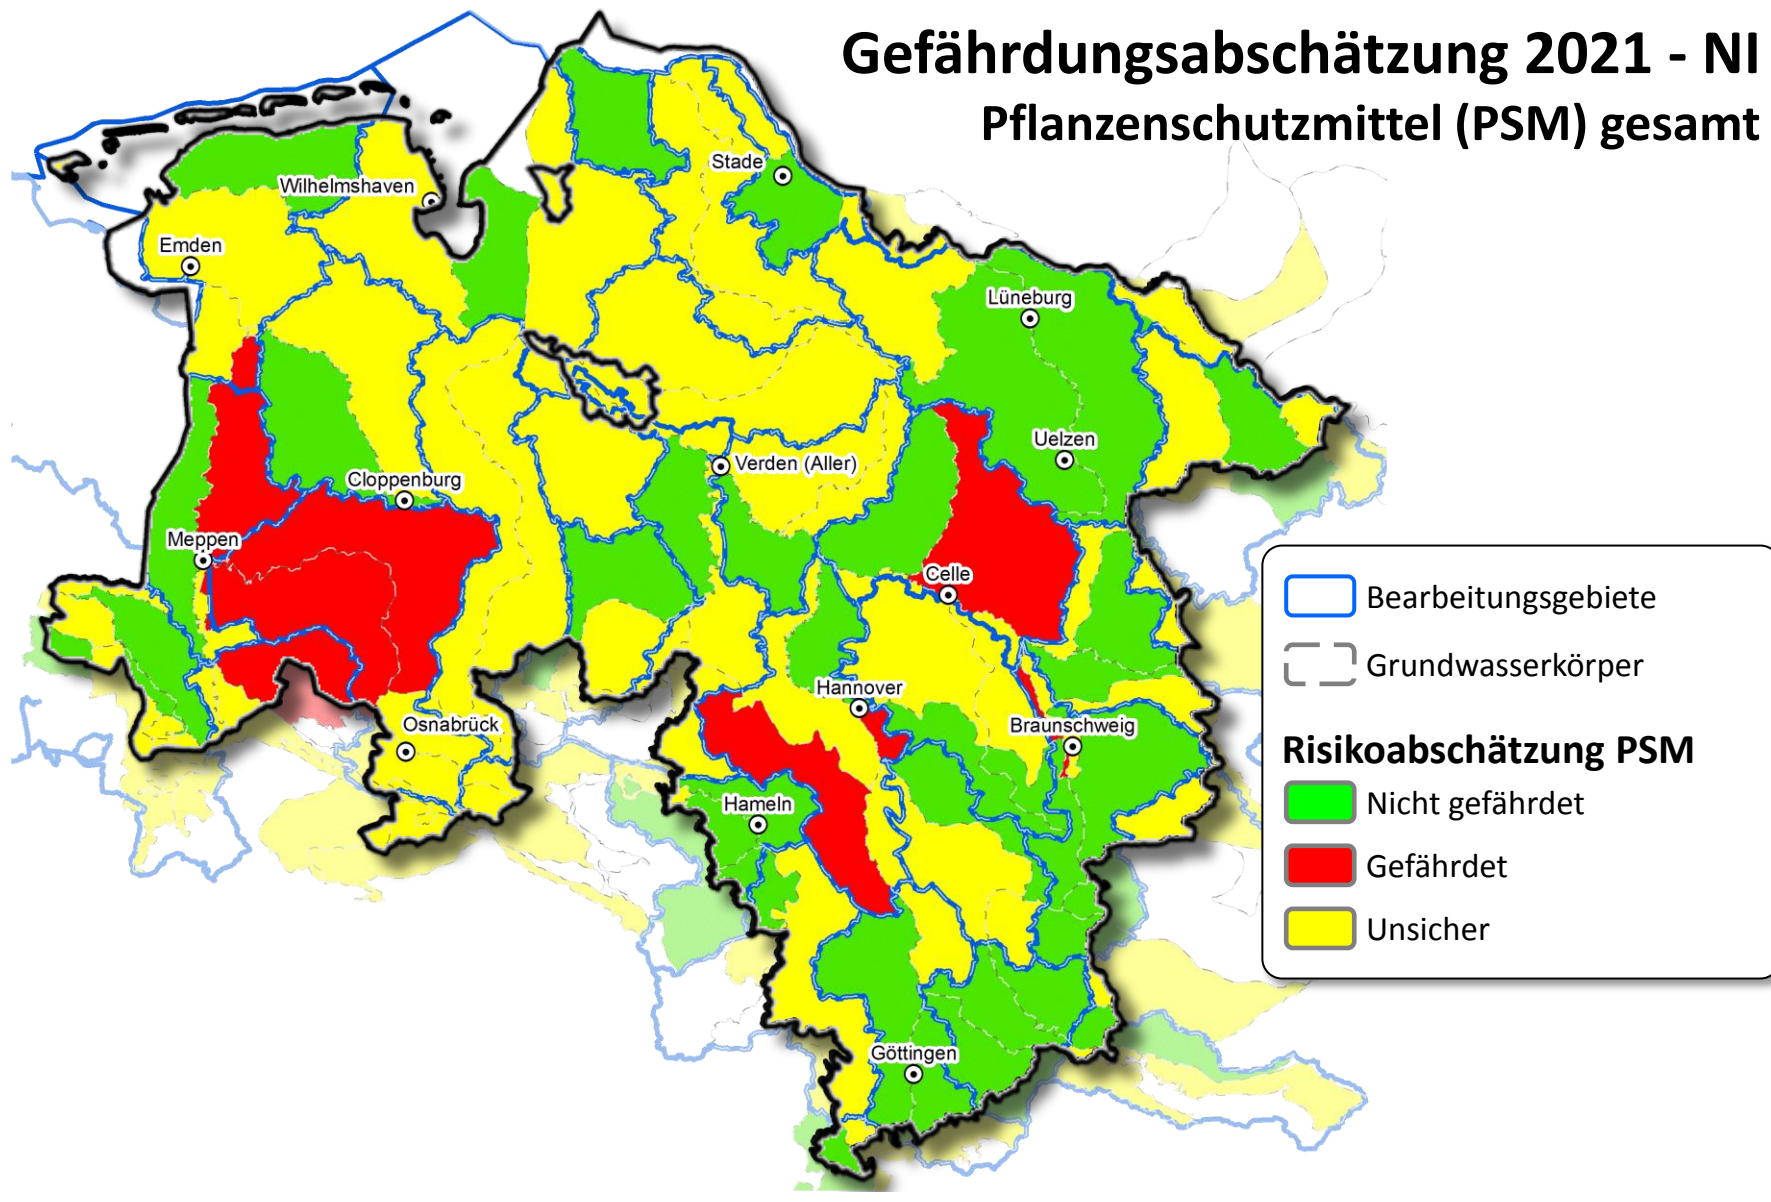 Gefährdungsabschätzung 2021 - NI
Pflanzenschutzmittel (PSM) gesamt
Stade
Wilhelmshaven
Emden
Lüneburg
Uelzen
Verden (Aller)
Cloppenburg
Meppen
Celle
Hannover
Osnabrück
Braunschweig
Hameln
Göttingen
Bearbeitungsgebiete
Grundwasserkörper
Risikoabschätzung PSM
Nicht gefährdet
Gefährdet
Unsicher